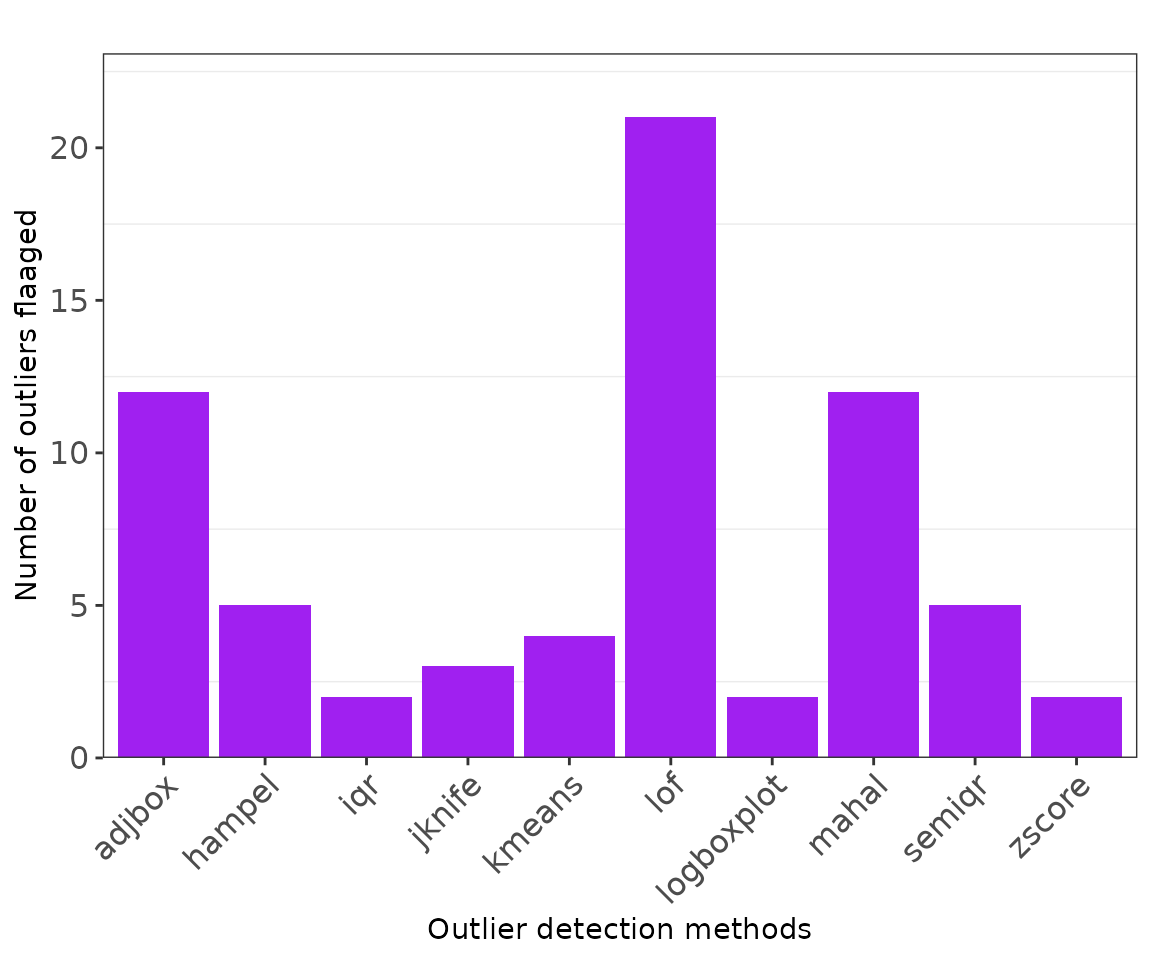 Number of outliers flaaged
20
15
10
5
0
adjbox
hampel
iqr
jknife
kmeans
lof
logboxplot
mahal
semiqr
zscore
Outlier detection methods